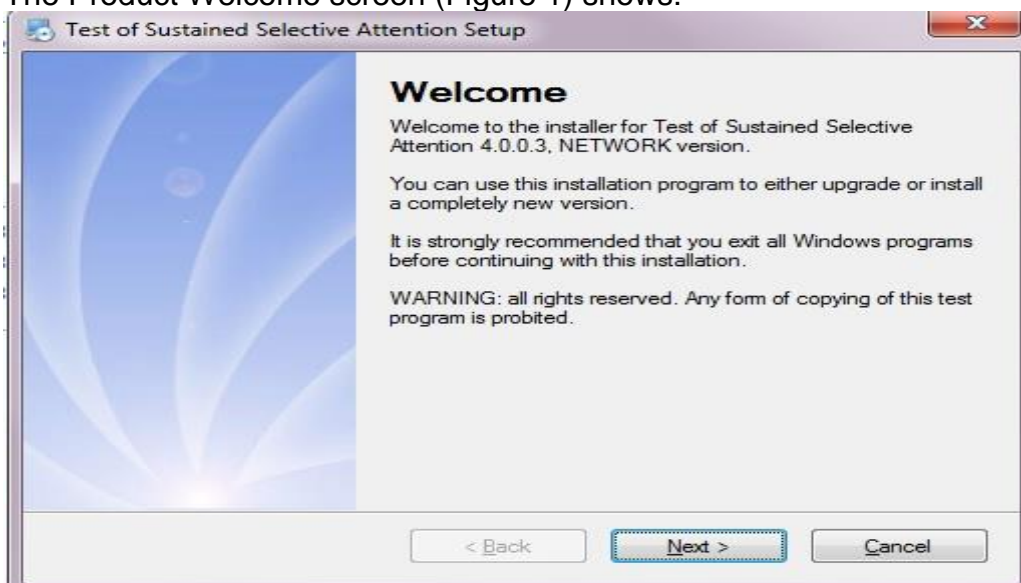 The Product Welcome screen (Figure 1) shows.
Test of Sustained Selective Attention Setup
Welcome
Welcome to the installer for Test of Sustained Selective
Attention 4.0.0.3, NETWORK version.
You can use this installation program to either upgrade or install
a completely new version.
It is strongly recommended that you exit all Windows programs
before continuing with this installation.
WARNING: all rights reserved. Any form of copying of this test
program is probited.
< Back
Next >
Cancel